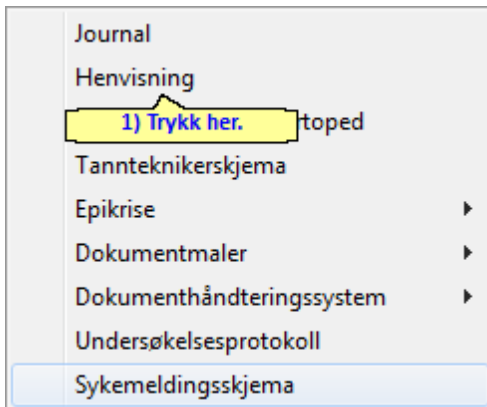 Journal
Henvisning
1) Trykk her.
toped
Tannteknikerskjema
Epikrise
Dokumentmaler
Dokumenthåndteringssystem
Undersøkelsesprotokoll
Sykemeldingsskjema